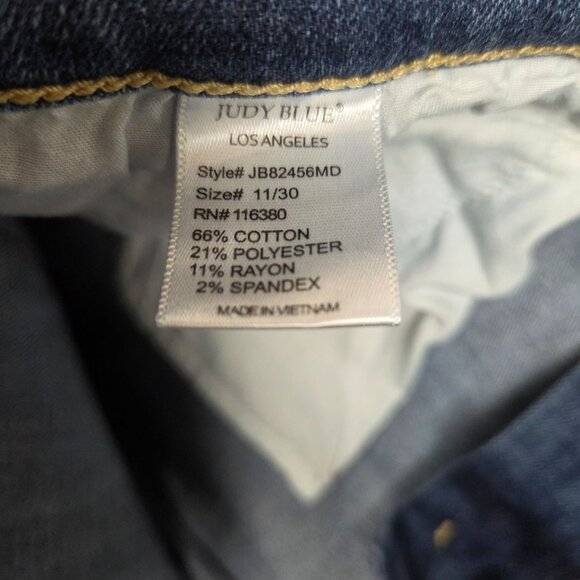 JUDY BLUE®
LOS ANGELES
Style# JB82456MD
Size# 11/30
RN# 116380
66% COTTON
21% POLYESTER
11% RAYON
2% SPANDEX
MADE IN VIETNAM